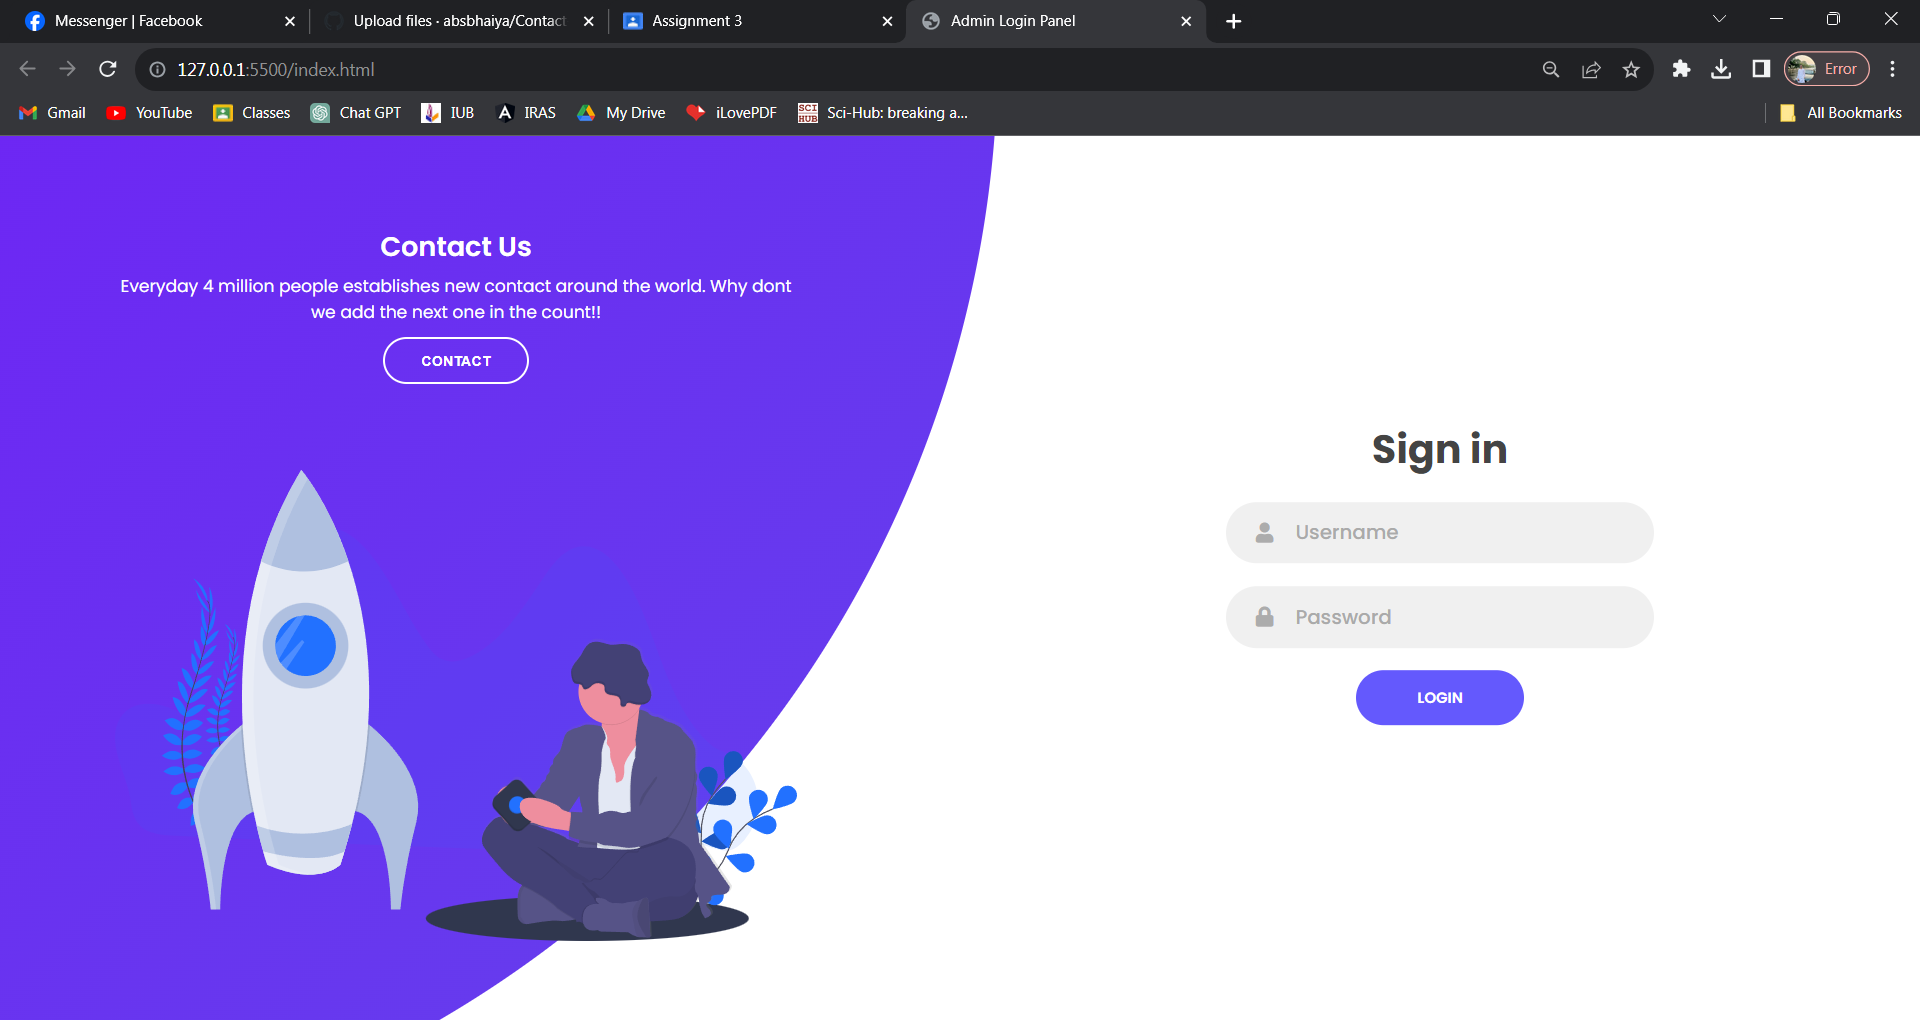 Messenger | Facebook
Upload files · absbhaiya/Contact
Assignment 3
Admin Login Panel
127.0.0.1:5500/index.html
Error
Gmail
YouTube
Classes
Chat GPT
IUB
IRAS
My Drive
iLovePDF
SCI HUB
Sci-Hub: breaking a...
All Bookmarks
Contact Us
Everyday 4 million people establishes new contact around the world. Why dont
we add the next one in the count!!
CONTACT
Sign in
Username
Password
LOGIN